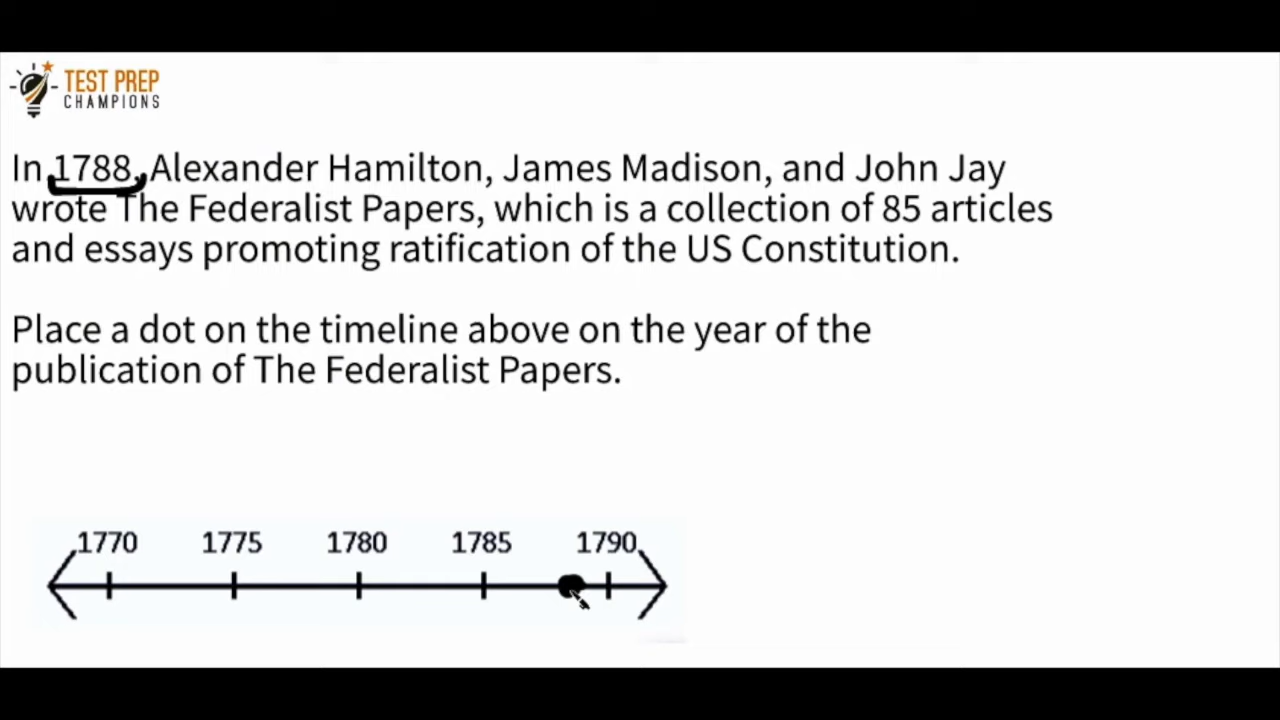 TEST PREP
CHAMPIONS
In 1788, Alexander Hamilton, James Madison, and John Jay
wrote The Federalist Papers, which is a collection of 85 articles
and essays promoting ratification of the US Constitution.
Place a dot on the timeline above on the year of the
publication of The Federalist Papers.
1770 1775 1780 1785 1790